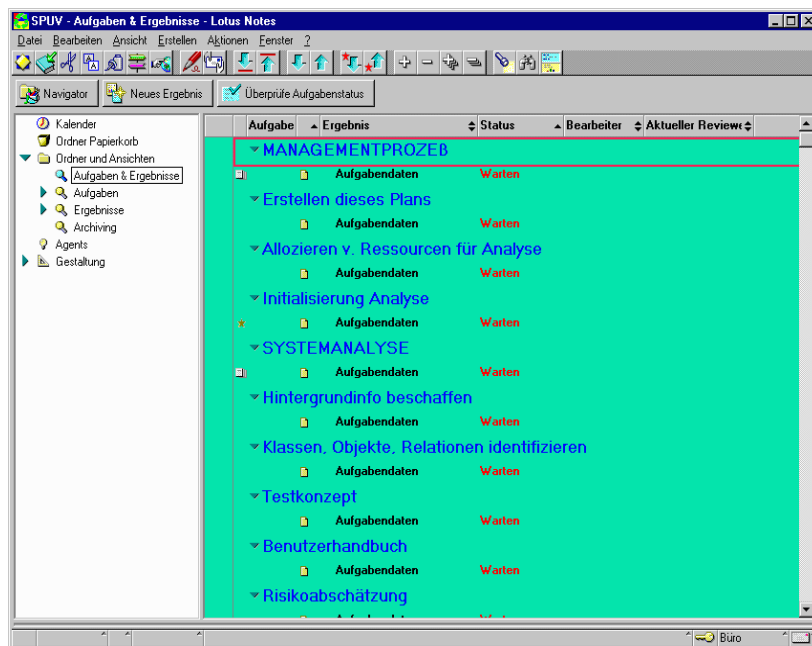 SPUV - Aufgaben & Ergebnisse - Lotus Notes
Datei Bearbeiten Ansicht Erstellen Aktionen Fenster ?
Navigator Neues Ergebnis Überprüfe Aufgabenstatus
Kalender
Ordner Papierkorb
Ordner und Ansichten
Aufgaben & Ergebnisse
Aufgaben
Ergebnisse
Archiving
Agents
Gestaltung
Aufgabe Ergebnis Status Bearbeiter Aktueller Reviewe
MANAGEMENTPROZEß
Aufgabendaten Warten
Erstellen dieses Plans
Aufgabendaten Warten
Allozieren v. Ressourcen für Analyse
Aufgabendaten Warten
Initialisierung Analyse
Aufgabendaten Warten
SYSTEMANALYSE
Aufgabendaten Warten
Hintergrundinfo beschaffen
Aufgabendaten Warten
Klassen, Objekte, Relationen identifizieren
Aufgabendaten Warten
Testkonzept
Aufgabendaten Warten
Benutzerhandbuch
Aufgabendaten Warten
Risikoabschätzung
Büro